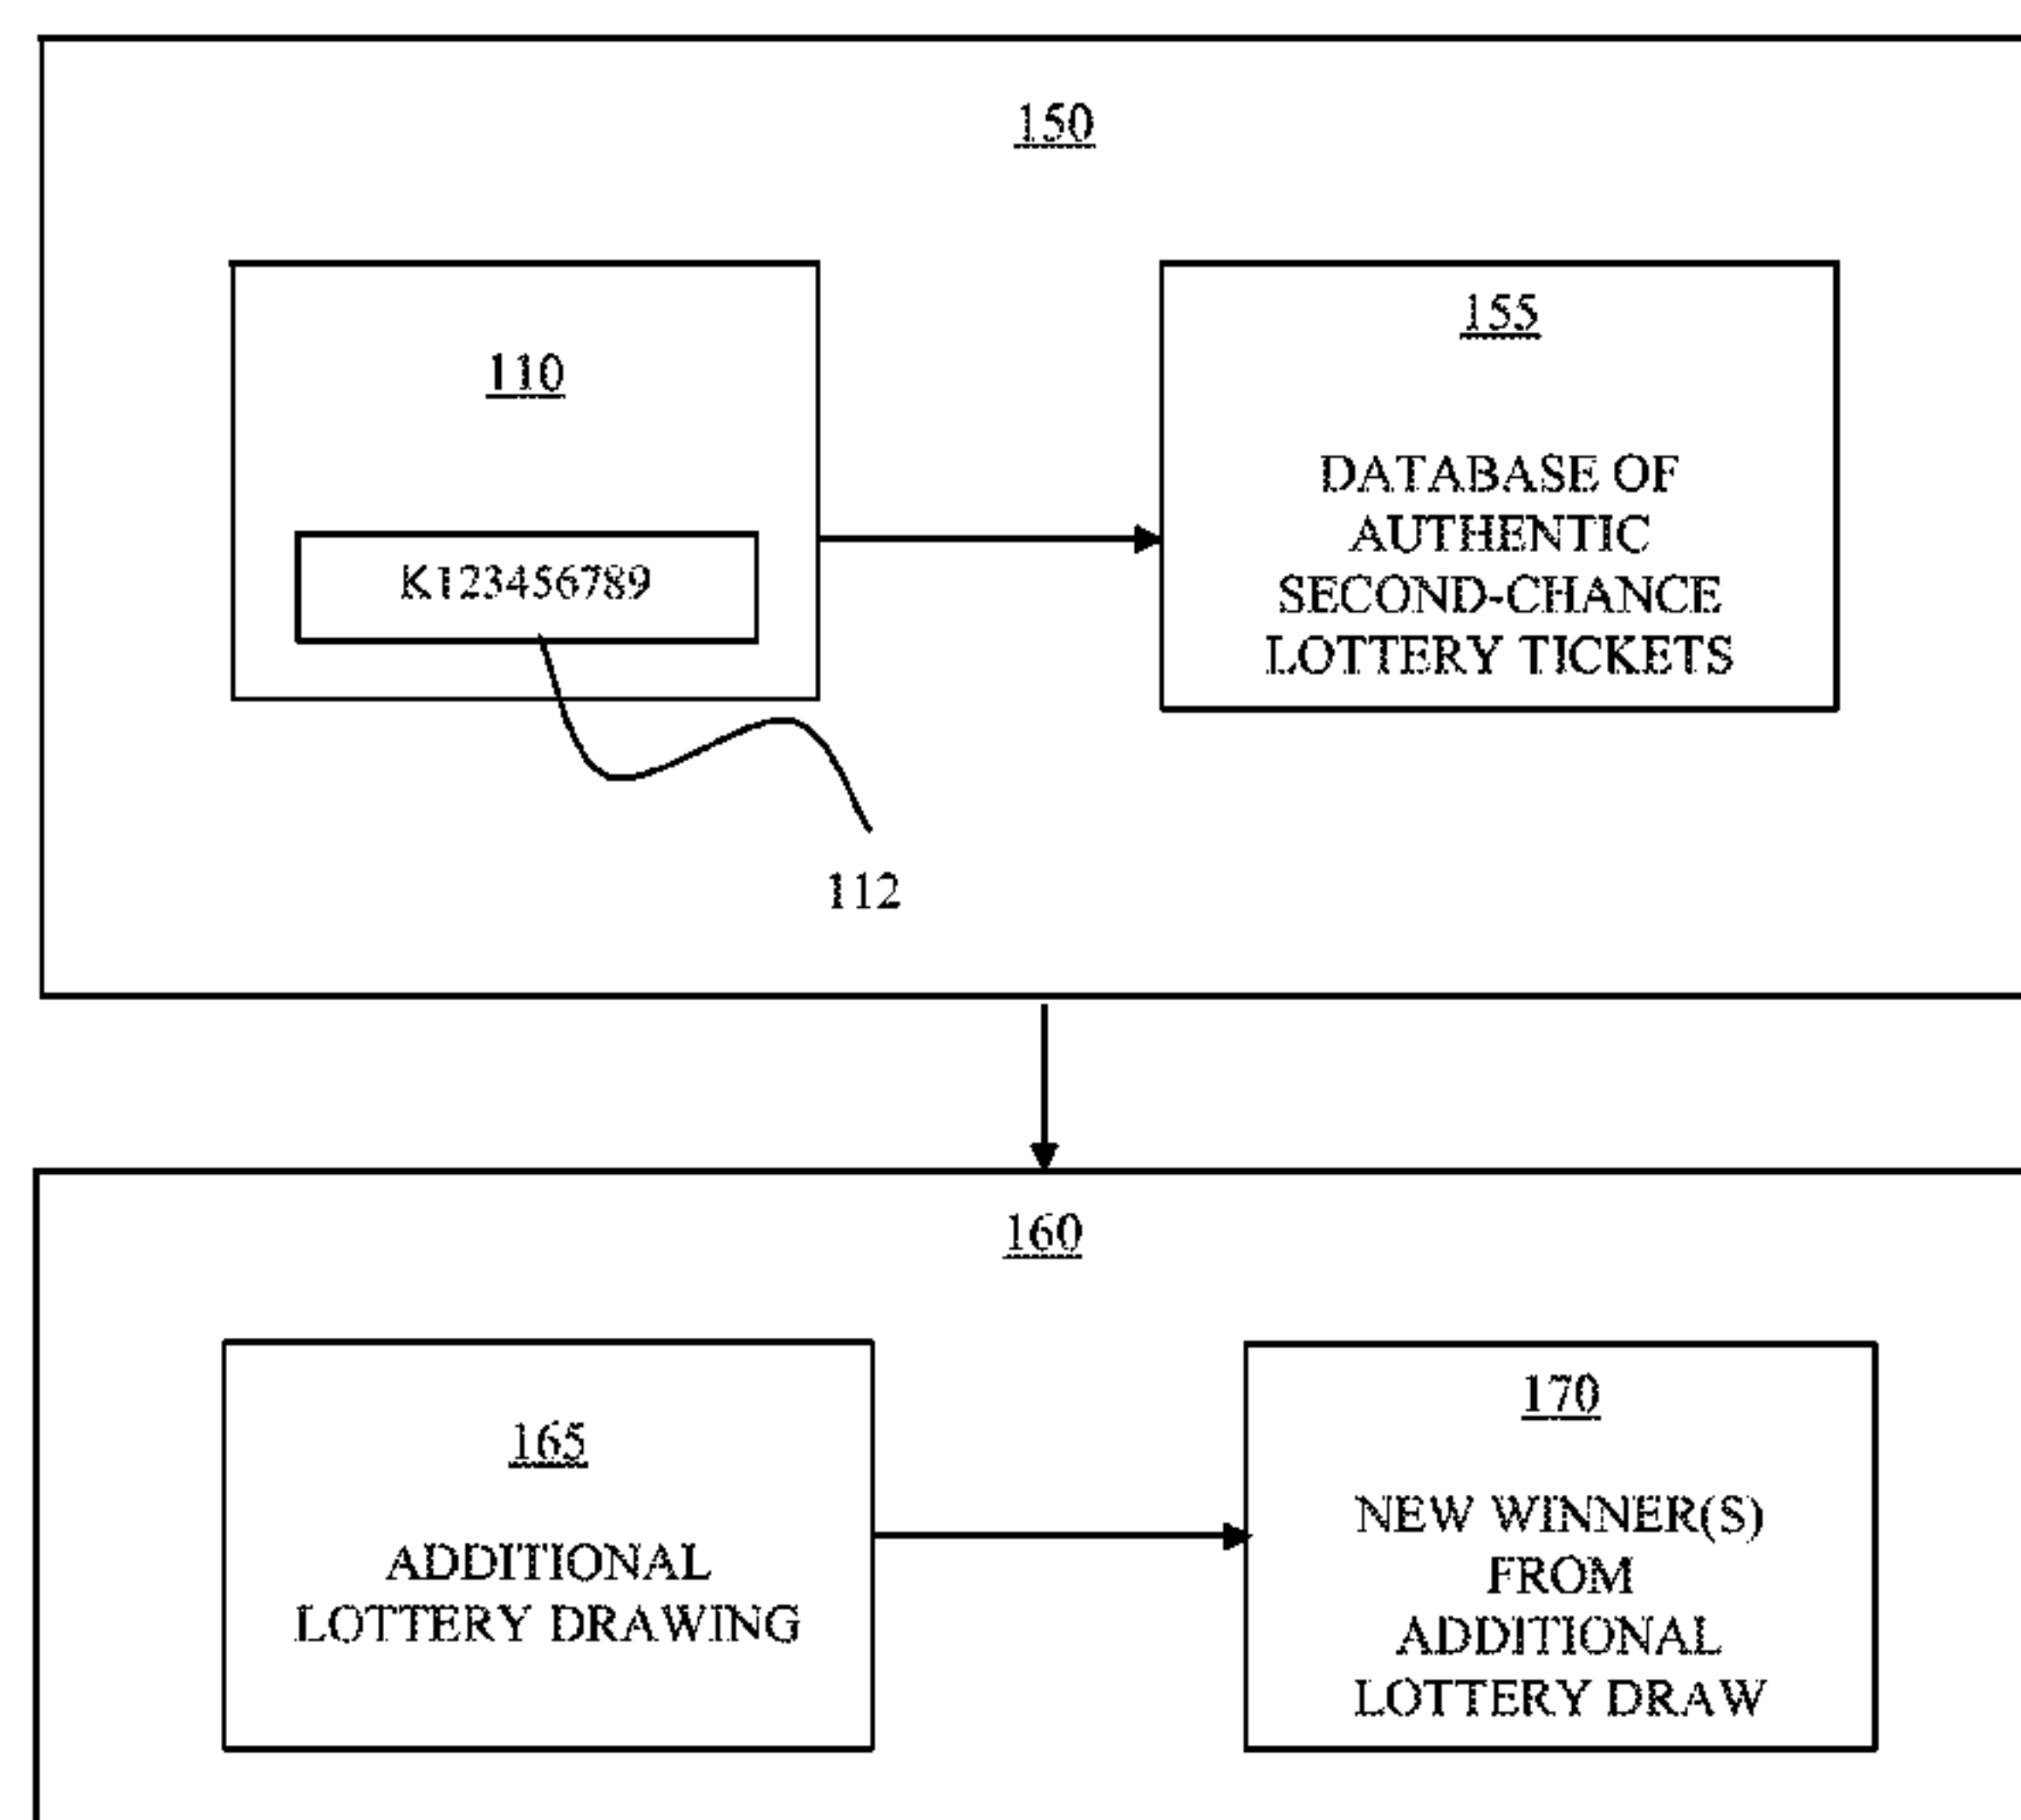 150
110
K123456789
112
155
DATABASE OF
AUTHENTIC
SECOND-CHANCE
LOTTERY TICKETS
160
165
ADDITIONAL
LOTTERY DRAWING
170
NEW WINNER(S)
FROM
ADDITIONAL
LOTTERY DRAW